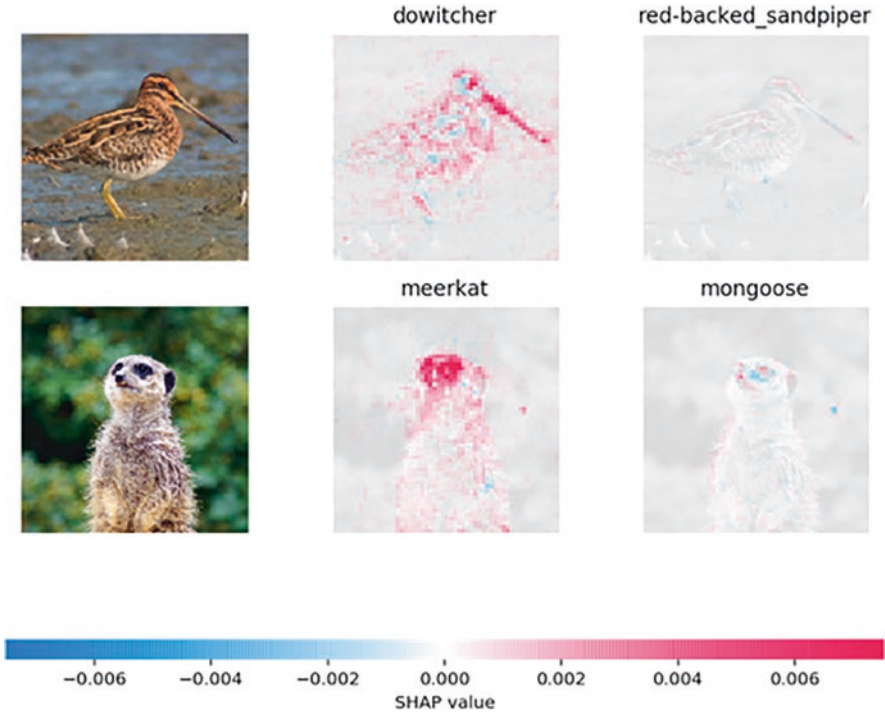 dowitcher
red-backed_sandpiper
meerkat
mongoose
−0.006 −0.004 −0.002 0.000 0.002 0.004 0.006
SHAP value